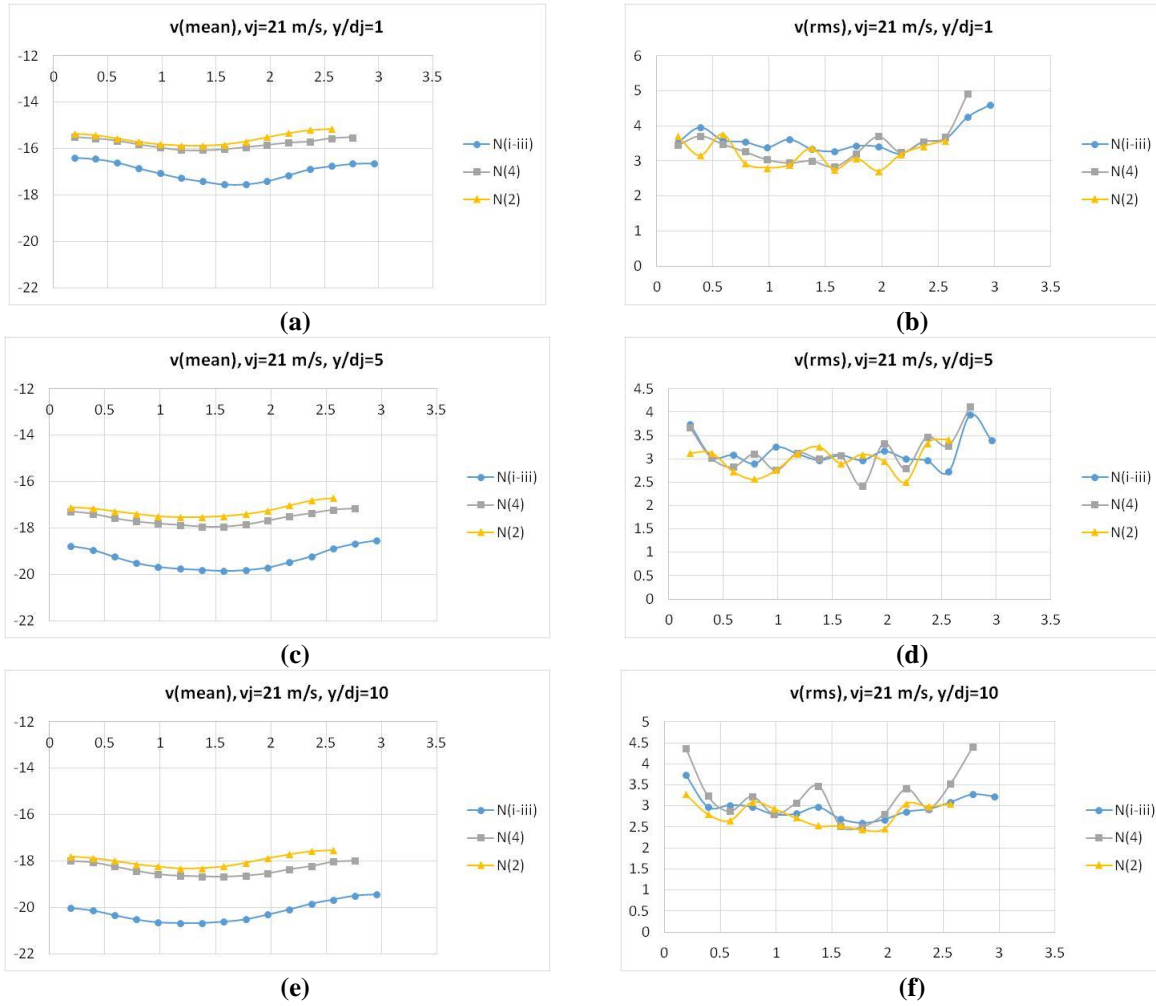 v(mean), vj=21 m/s, y/dj=1
-12
0 0.5 1 1.5 2 2.5 3 3.5
-14
-16
-18
-20
-22
N(i-iii)
N(4)
N(2)
(a)
v(rms), vj=21 m/s, y/dj=1
6
5
4
3
2
1
0
0 0.5 1 1.5 2 2.5 3 3.5
N(i-iii)
N(4)
N(2)
(b)
v(mean), vj=21 m/s, y/dj=5
-12
0 0.5 1 1.5 2 2.5 3 3.5
-14
-16
-18
-20
-22
N(i-iii)
N(4)
N(2)
(c)
v(rms), vj=21 m/s, y/dj=5
4.5
4
3.5
3
2.5
2
1.5
1
0.5
0
0 0.5 1 1.5 2 2.5 3 3.5
N(i-iii)
N(4)
N(2)
(d)
v(mean), vj=21 m/s, y/dj=10
-12
0 0.5 1 1.5 2 2.5 3 3.5
-14
-16
-18
-20
-22
N(i-iii)
N(4)
N(2)
(e)
v(rms), vj=21 m/s, y/dj=10
5
4.5
4
3.5
3
2.5
2
1.5
1
0.5
0
0 0.5 1 1.5 2 2.5 3 3.5
N(i-iii)
N(4)
N(2)
(f)